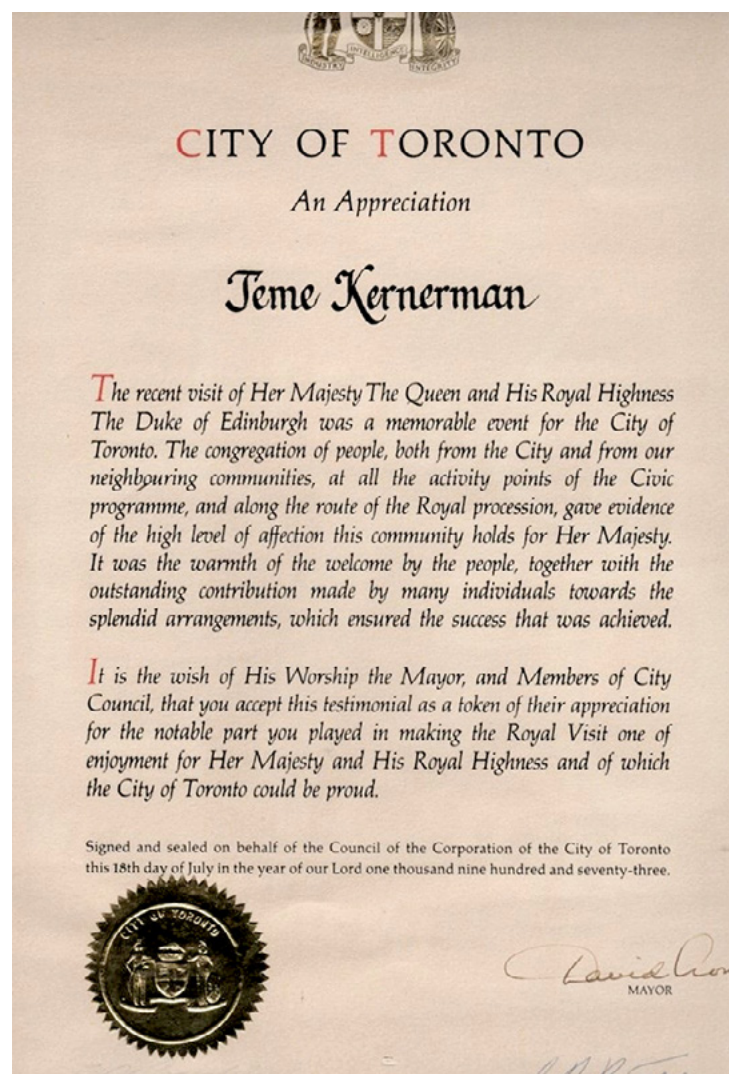 INDUSTRY INTELLIGENCE INTEGRITY
CITY OF TORONTO
An Appreciation
Teme Kernerman
The recent visit of Her Majesty The Queen and His Royal Highness
The Duke of Edinburgh was a memorable event for the City of
Toronto. The congregation of people, both from the City and from our
neighbouring communities, at all the activity points of the Civic
programme, and along the route of the Royal procession, gave evidence
of the high level of affection this community holds for Her Majesty.
It was the warmth of the welcome by the people, together with the
outstanding contribution made by many individuals towards the
splendid arrangements, which ensured the success that was achieved.
It is the wish of His Worship the Mayor, and Members of City
Council, that you accept this testimonial as a token of their appreciation
for the notable part you played in making the Royal Visit one of
enjoyment for Her Majesty and His Royal Highness and of which
the City of Toronto could be proud.
Signed and sealed on behalf of the Council of the Corporation of the City of Toronto
this 18th day of July in the year of our Lord one thousand nine hundred and seventy-three.
CITY OF TORONTO
David
MAYOR